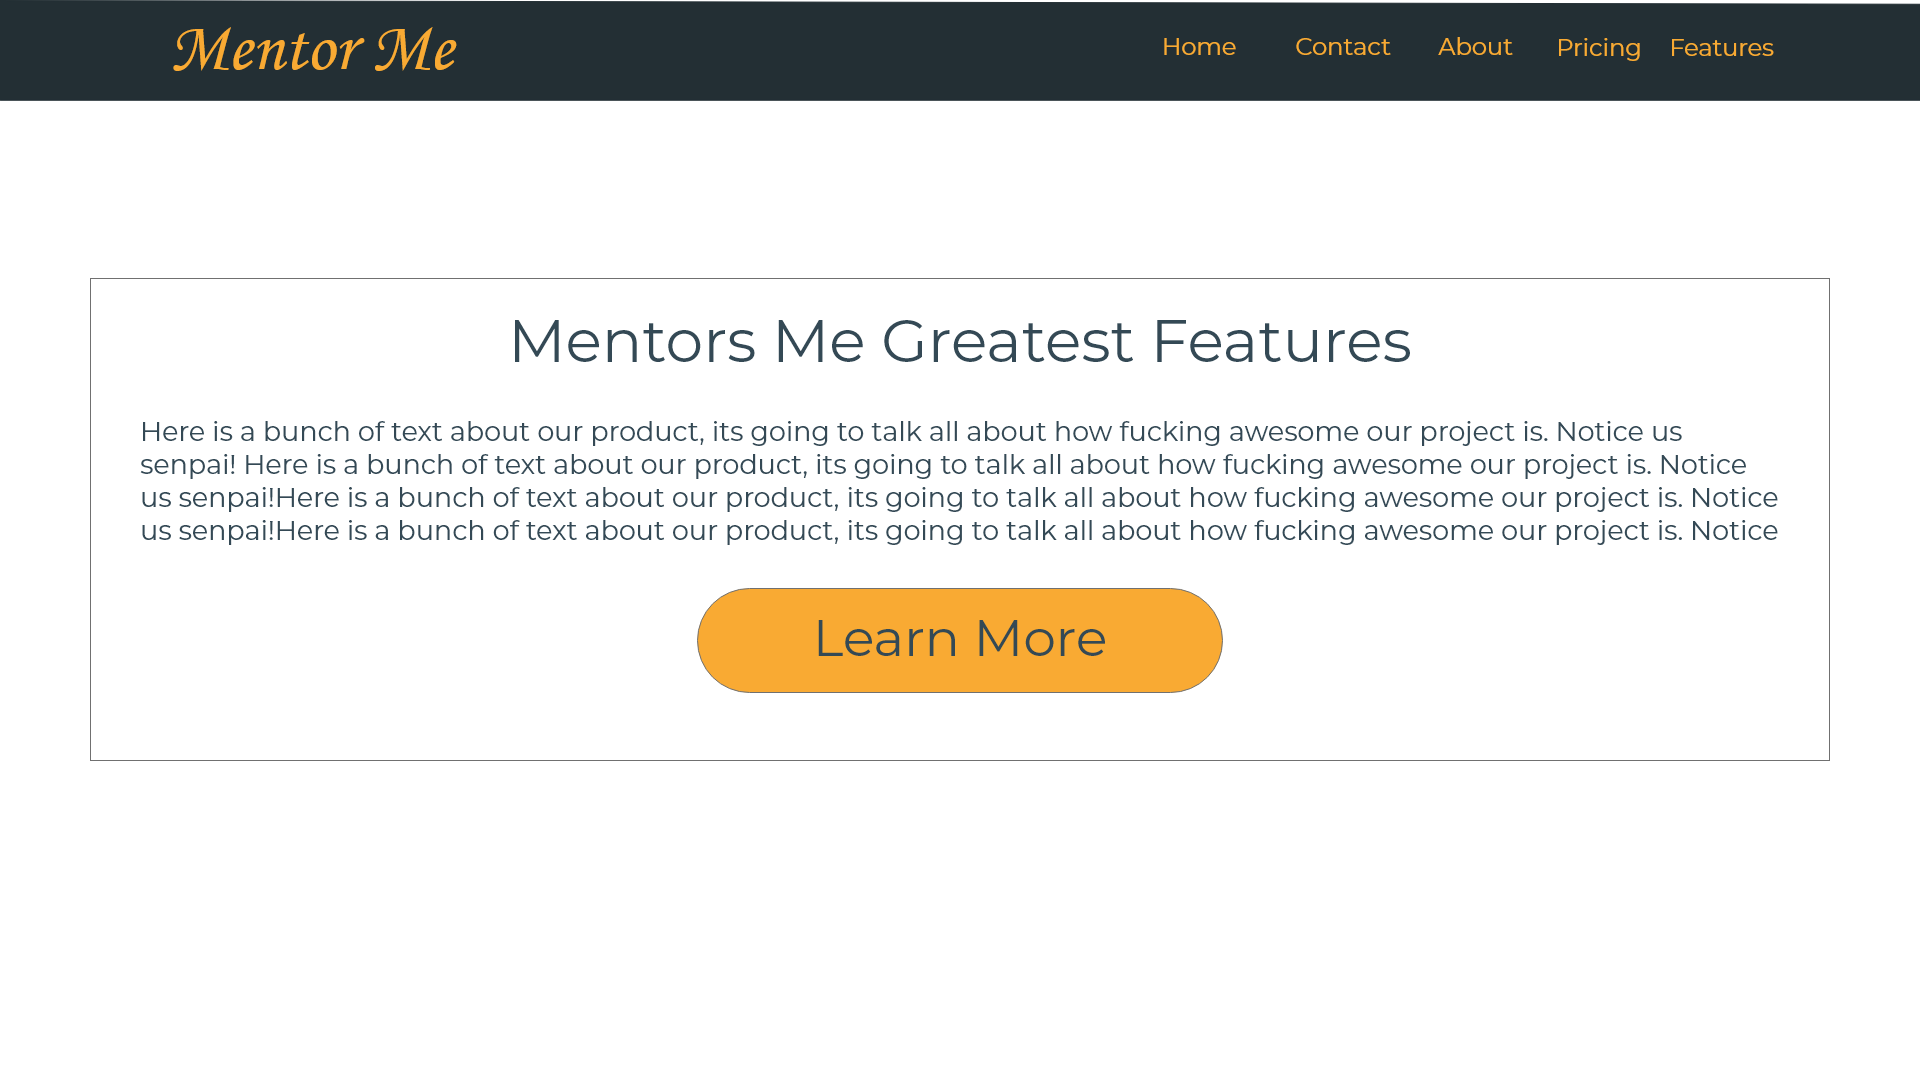 Mentor Me
Home Contact About Pricing Features
Mentors Me Greatest Features
Here is a bunch of text about our product, its going to talk all about how fucking awesome our project is. Notice us
senpai! Here is a bunch of text about our product, its going to talk all about how fucking awesome our project is. Notice
us senpai!Here is a bunch of text about our product, its going to talk all about how fucking awesome our project is. Notice
us senpai!Here is a bunch of text about our product, its going to talk all about how fucking awesome our project is. Notice
Learn More